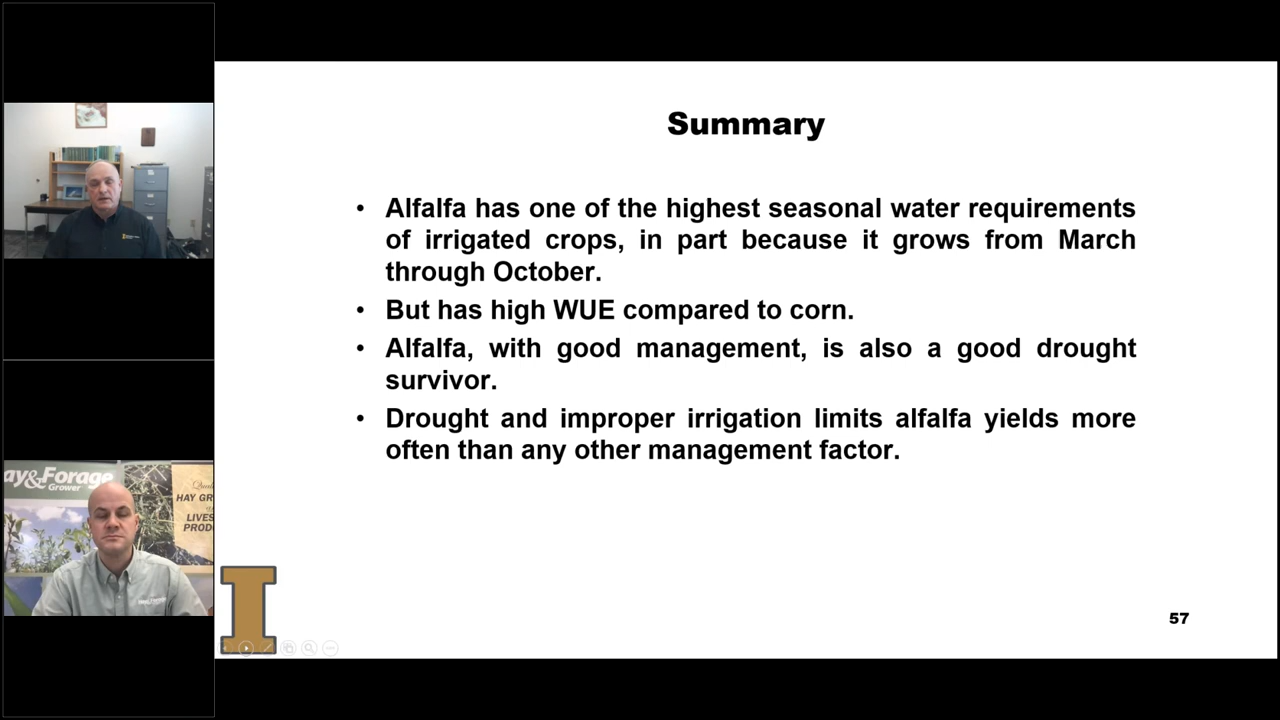 Summary
• Alfalfa has one of the highest seasonal water requirements
of irrigated crops, in part because it grows from March
through October.
• But has high WUE compared to corn.
• Alfalfa, with good management, is also a good drought
survivor.
• Drought and improper irrigation limits alfalfa yields more
often than any other management factor.
57
I
ay&Forage
Grower
HAY GR
LIVES
PROD